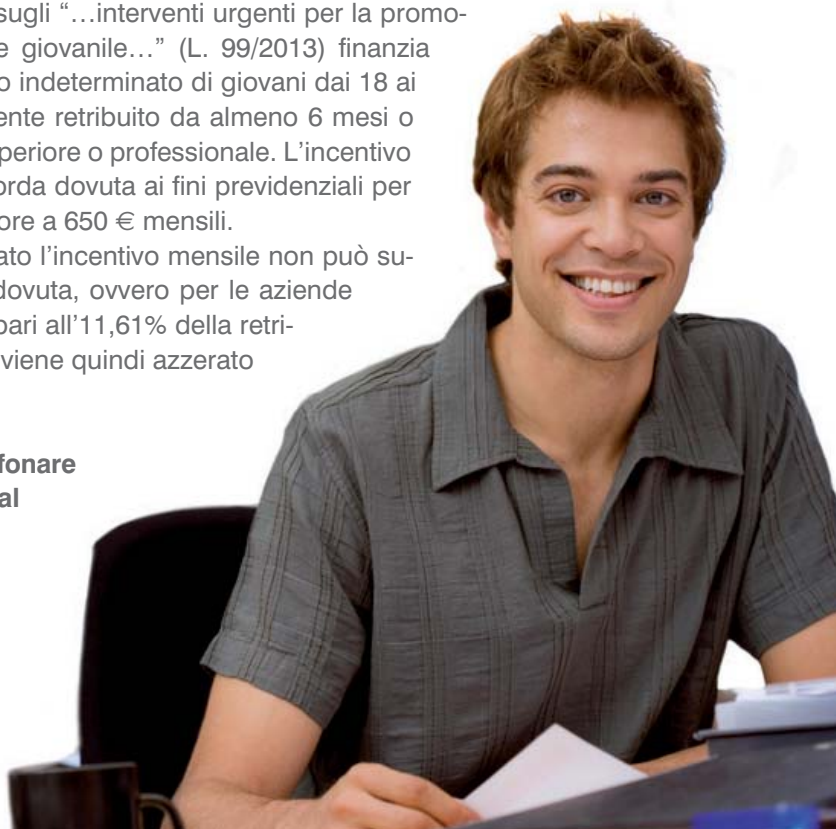 sugli “…interventi urgenti per la promo-
e giovanile…” (L. 99/2013) finanzia
o indeterminato di giovani dai 18 ai
ente retribuito da almeno 6 mesi o
periore o professionale. L’incentivo
orda dovuta ai fini previdenziali per
ore a 650 € mensili.
ato l’incentivo mensile non può su-
dovuta, ovvero per le aziende
pari all’11,61% della retri-
viene quindi azzerato
fonare
al